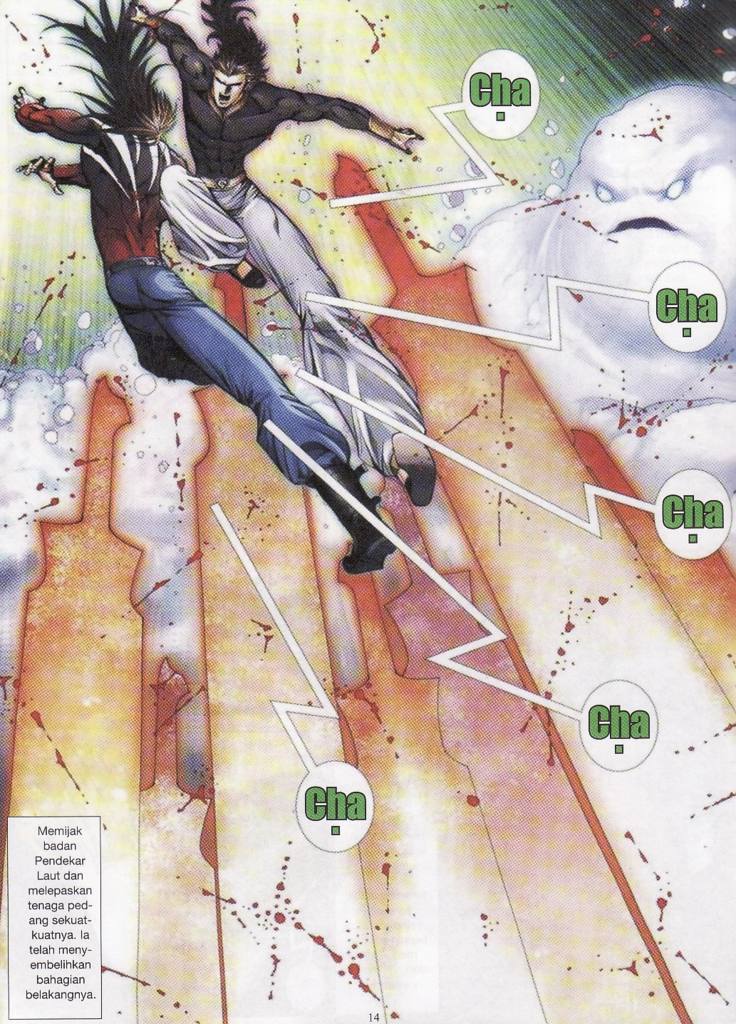 Cha
Cha
Cha
Cha
Cha
Memijak
badan
Pendekar
Laut dan
melepaskan
tenaga ped-
ang sekuat-
kuatnya. Ia
telah meny-
embelihkan
bahagian
belakangnya.
14